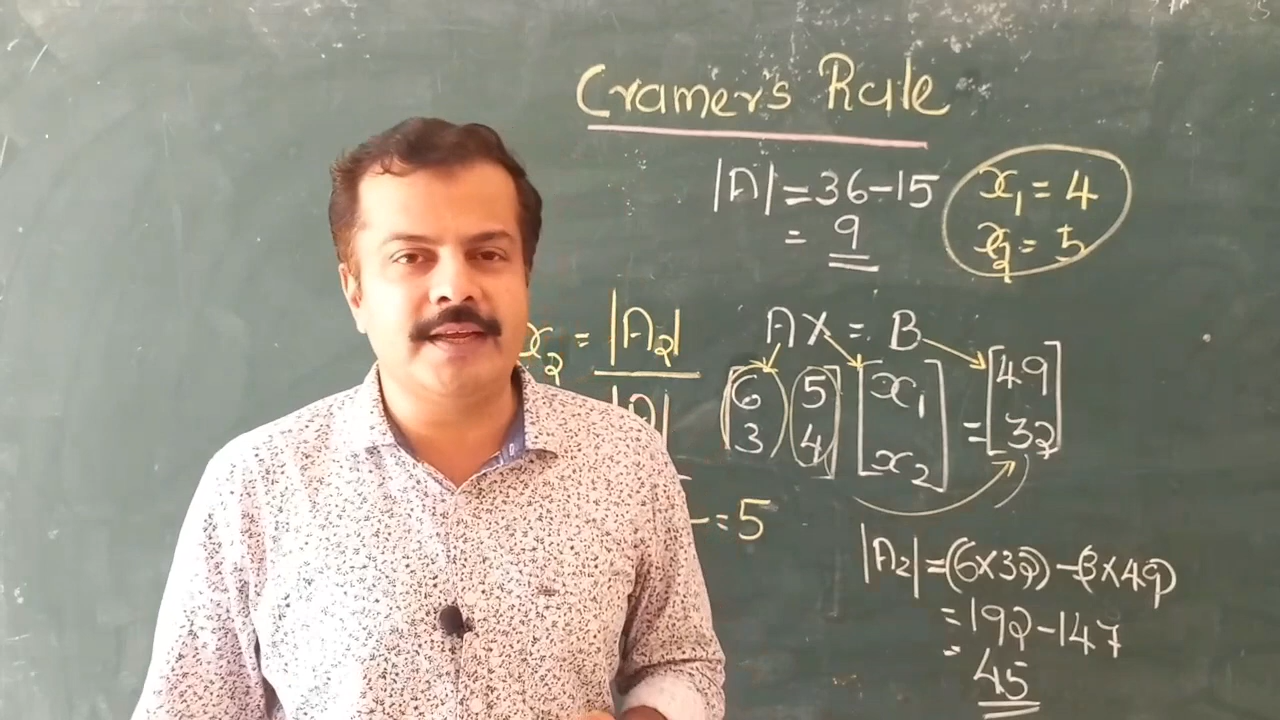 Cramer's Rule
|A| = 36-15
= 9
x₁ = 4
x₂ = 5
x₂ = |A₂|
|A|
= 5
AX = B
[6 5] [x₁] = [49]
[3 4] [x₂] [32]
|A₂| = (6×32) - 3×49
= 192-147
= 45